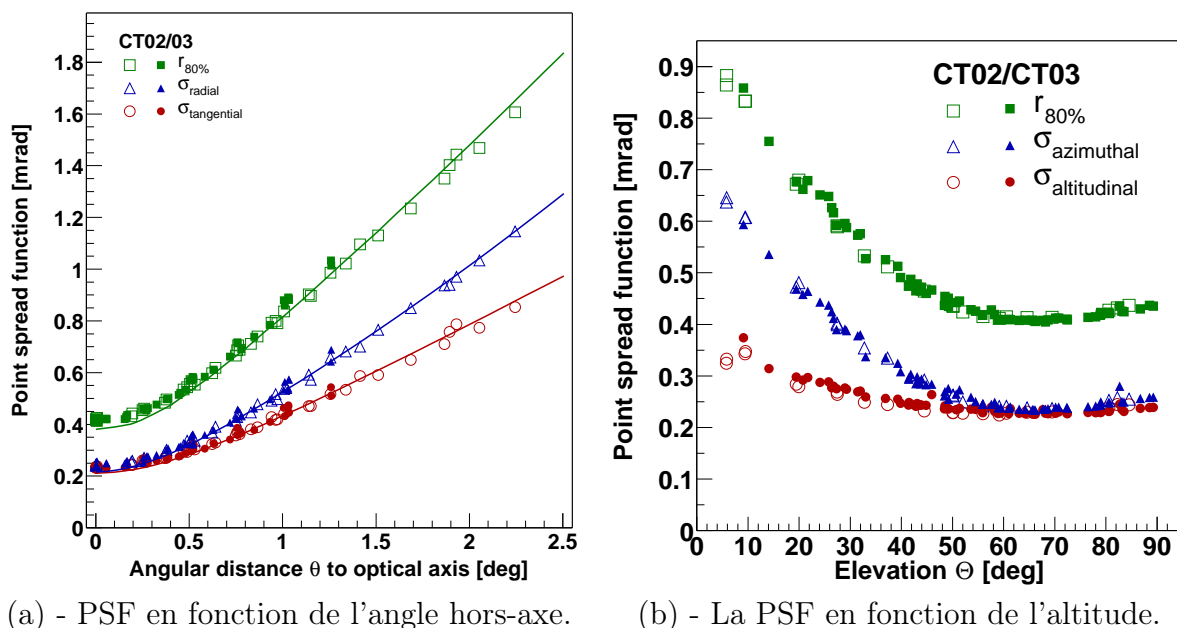 CT02/03
r80%
σradial
σtangential
Point spread function [mrad]
1.8
1.6
1.4
1.2
1
0.8
0.6
0.4
0.2
0
0 0.5 1 1.5 2 2.5
Angular distance θ to optical axis [deg]
(a) - PSF en fonction de l'angle hors-axe.
CT02/CT03
r80%
σazimuthal
σaltitudinal
Point spread function [mrad]
0.9
0.8
0.7
0.6
0.5
0.4
0.3
0.2
0.1
0
0 10 20 30 40 50 60 70 80 90
Elevation Θ [deg]
(b) - La PSF en fonction de l'altitude.